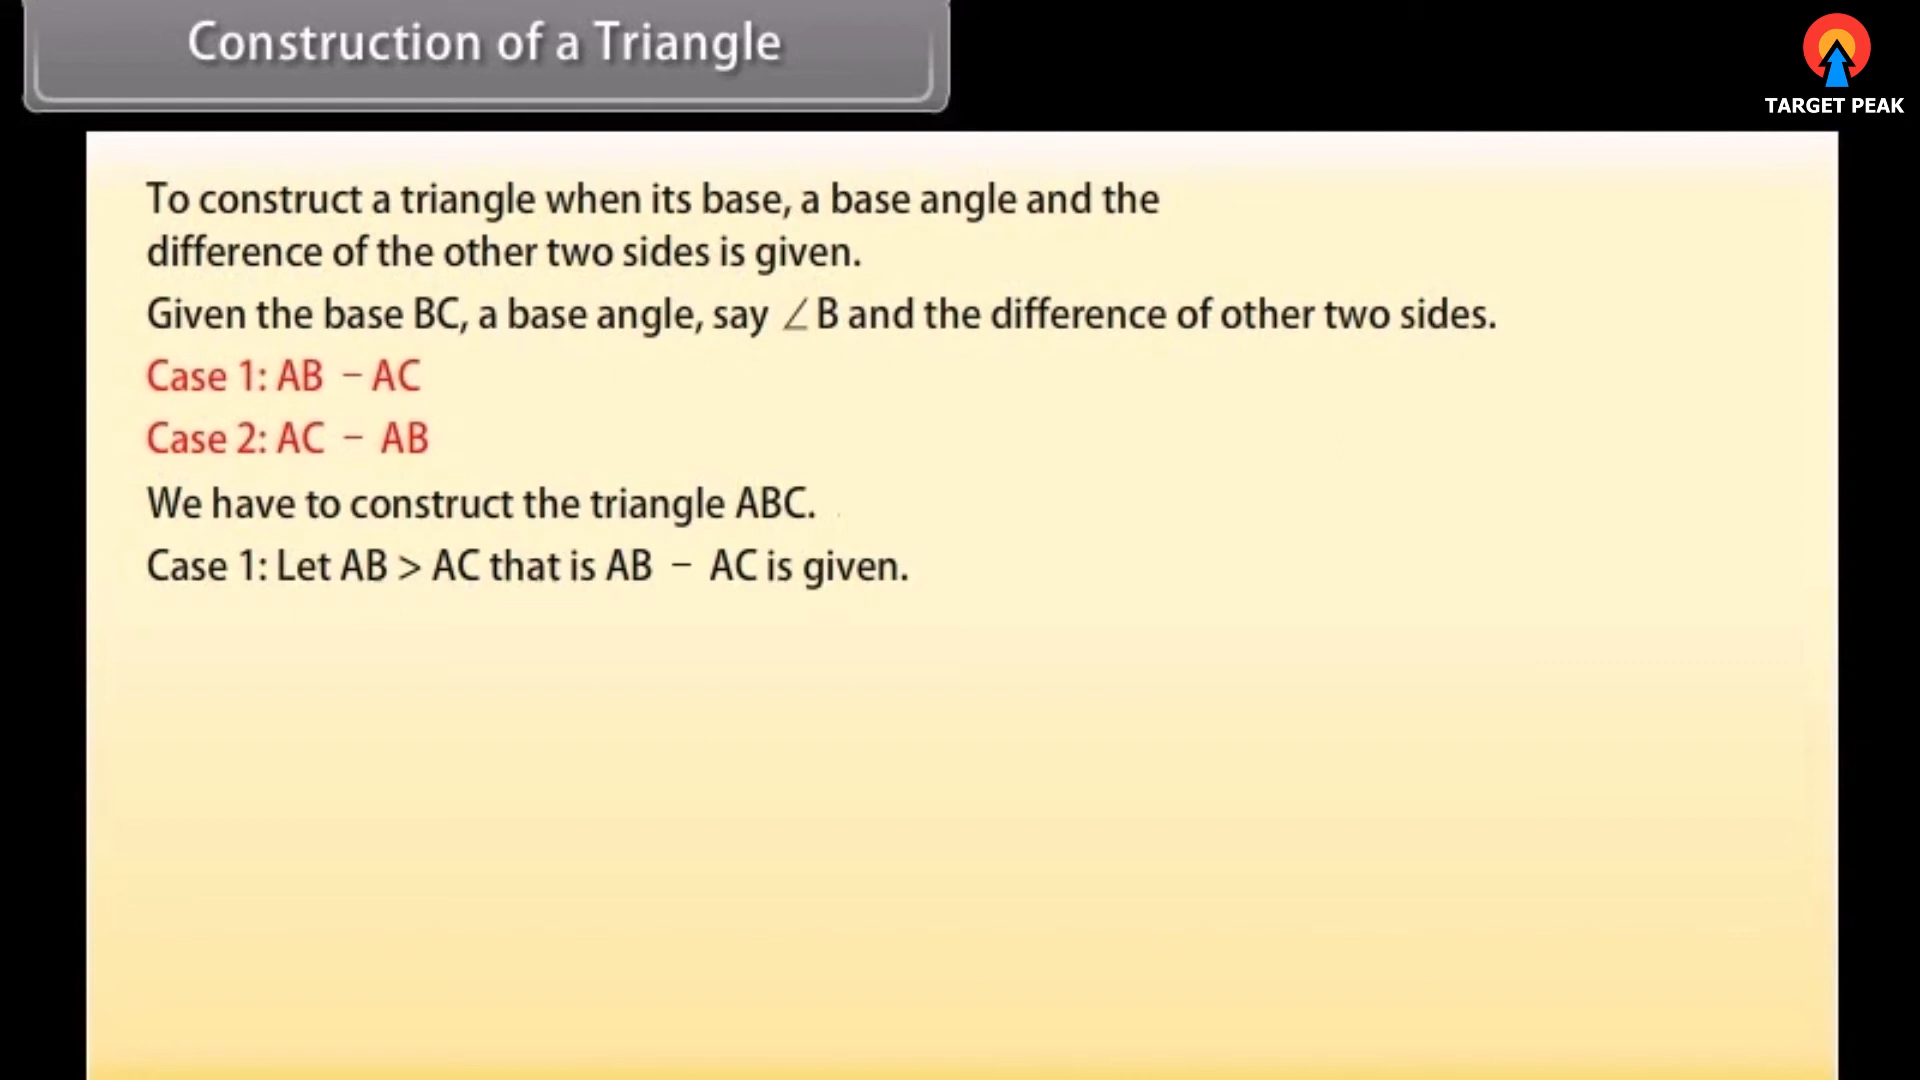 Construction of a Triangle
TARGET PEAK
To construct a triangle when its base, a base angle and the
difference of the other two sides is given.
Given the base BC, a base angle, say ∠B and the difference of other two sides.
Case 1: AB – AC
Case 2: AC – AB
We have to construct the triangle ABC.
Case 1: Let AB > AC that is AB – AC is given.